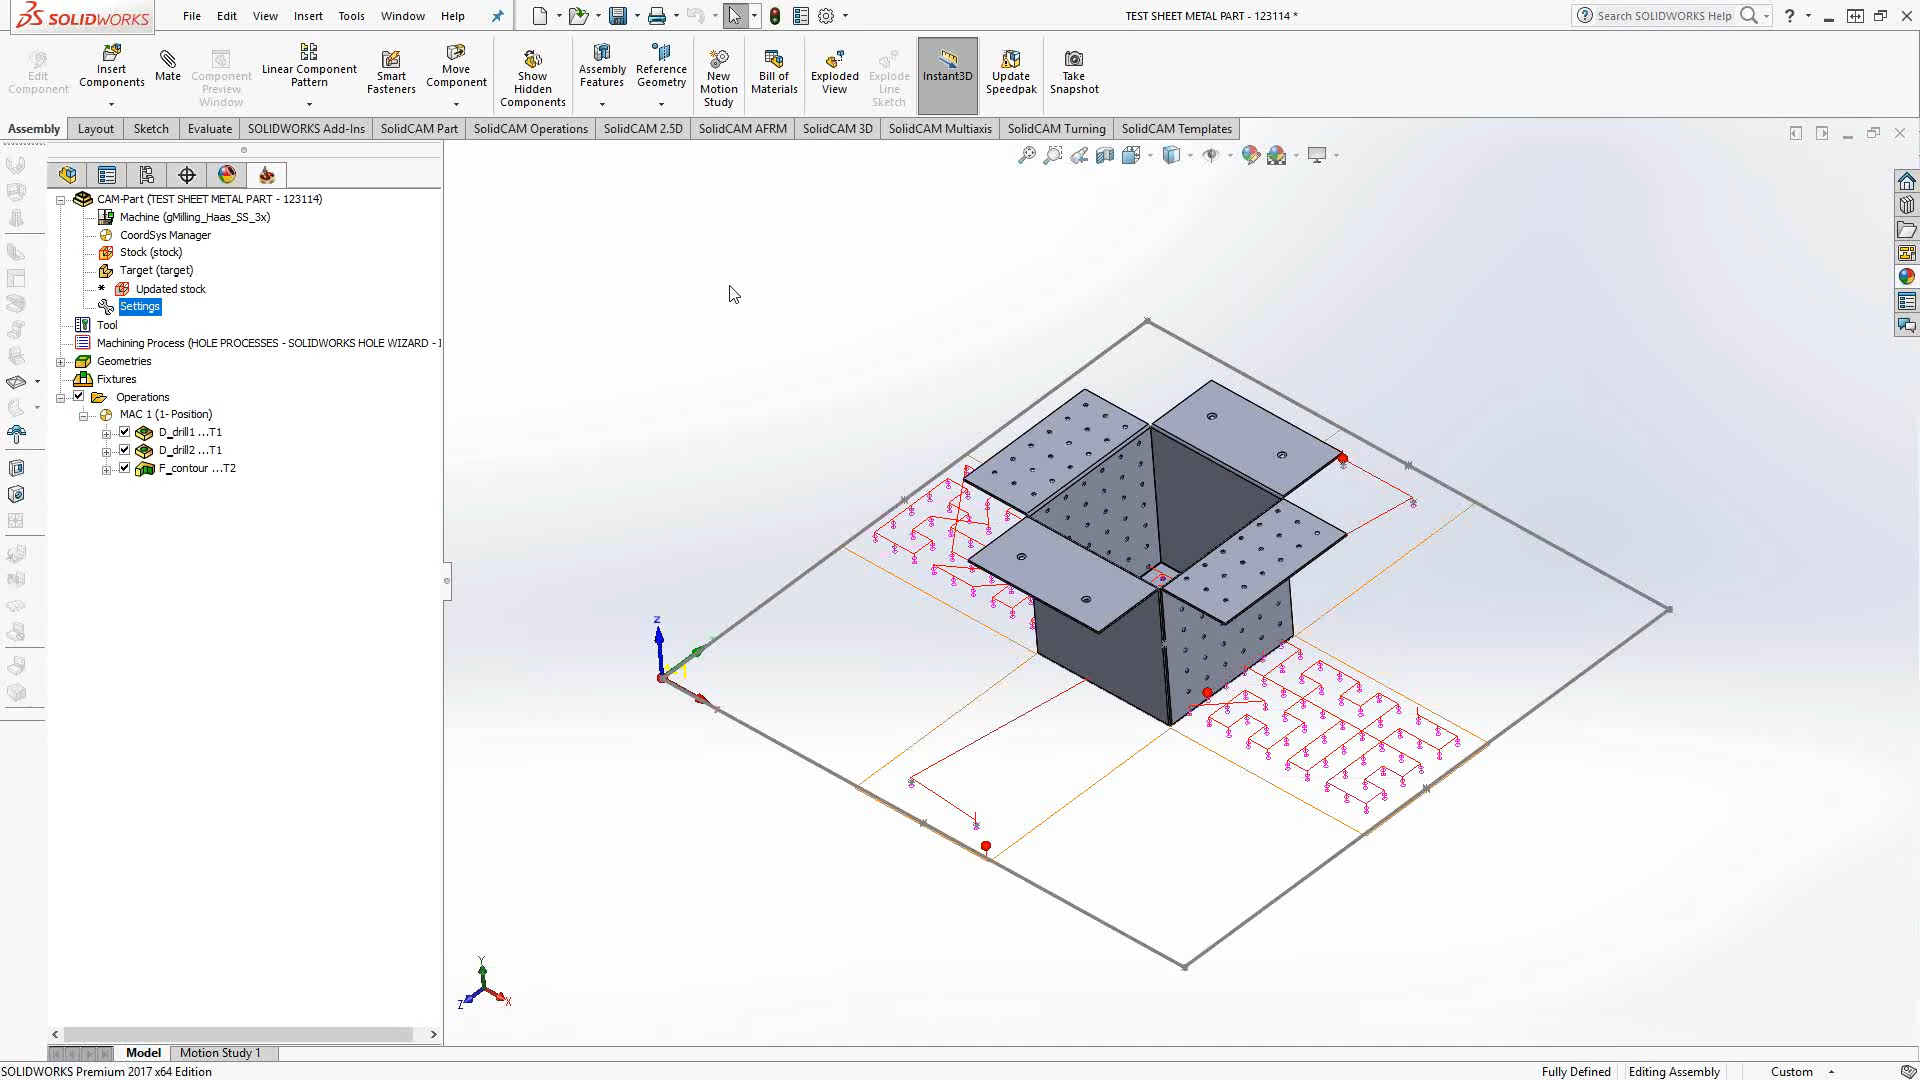 SOLIDWORKS
File Edit View Insert Tools Window Help
TEST SHEET METAL PART - 123114 *
Search SOLIDWORKS Help
Edit Component
Insert Components
Mate
Component Preview Window
Linear Component Pattern
Smart Fasteners
Move Component
Show Hidden Components
Assembly Features
Reference Geometry
New Motion Study
Bill of Materials
Exploded View
Explode Line Sketch
Instant3D
Update Speedpak
Take Snapshot
Assembly Layout Sketch Evaluate SOLIDWORKS Add-Ins SolidCAM Part SolidCAM Operations SolidCAM 2.5D SolidCAM AFRM SolidCAM 3D SolidCAM Multiaxis SolidCAM Turning SolidCAM Templates
CAM-Part (TEST SHEET METAL PART - 123114)
Machine (gMilling_Haas_SS_3x)
CoordSys Manager
Stock (stock)
Target (target)
* Updated stock
Settings
Tool
Machining Process (HOLE PROCESSES - SOLIDWORKS HOLE WIZARD - I
Geometries
Fixtures
Operations
MAC 1 (1- Position)
D_drill1 ...T1
D_drill2 ...T1
F_contour ...T2
Z
Y
Z X
Model Motion Study 1
SOLIDWORKS Premium 2017 x64 Edition
Fully Defined Editing Assembly Custom